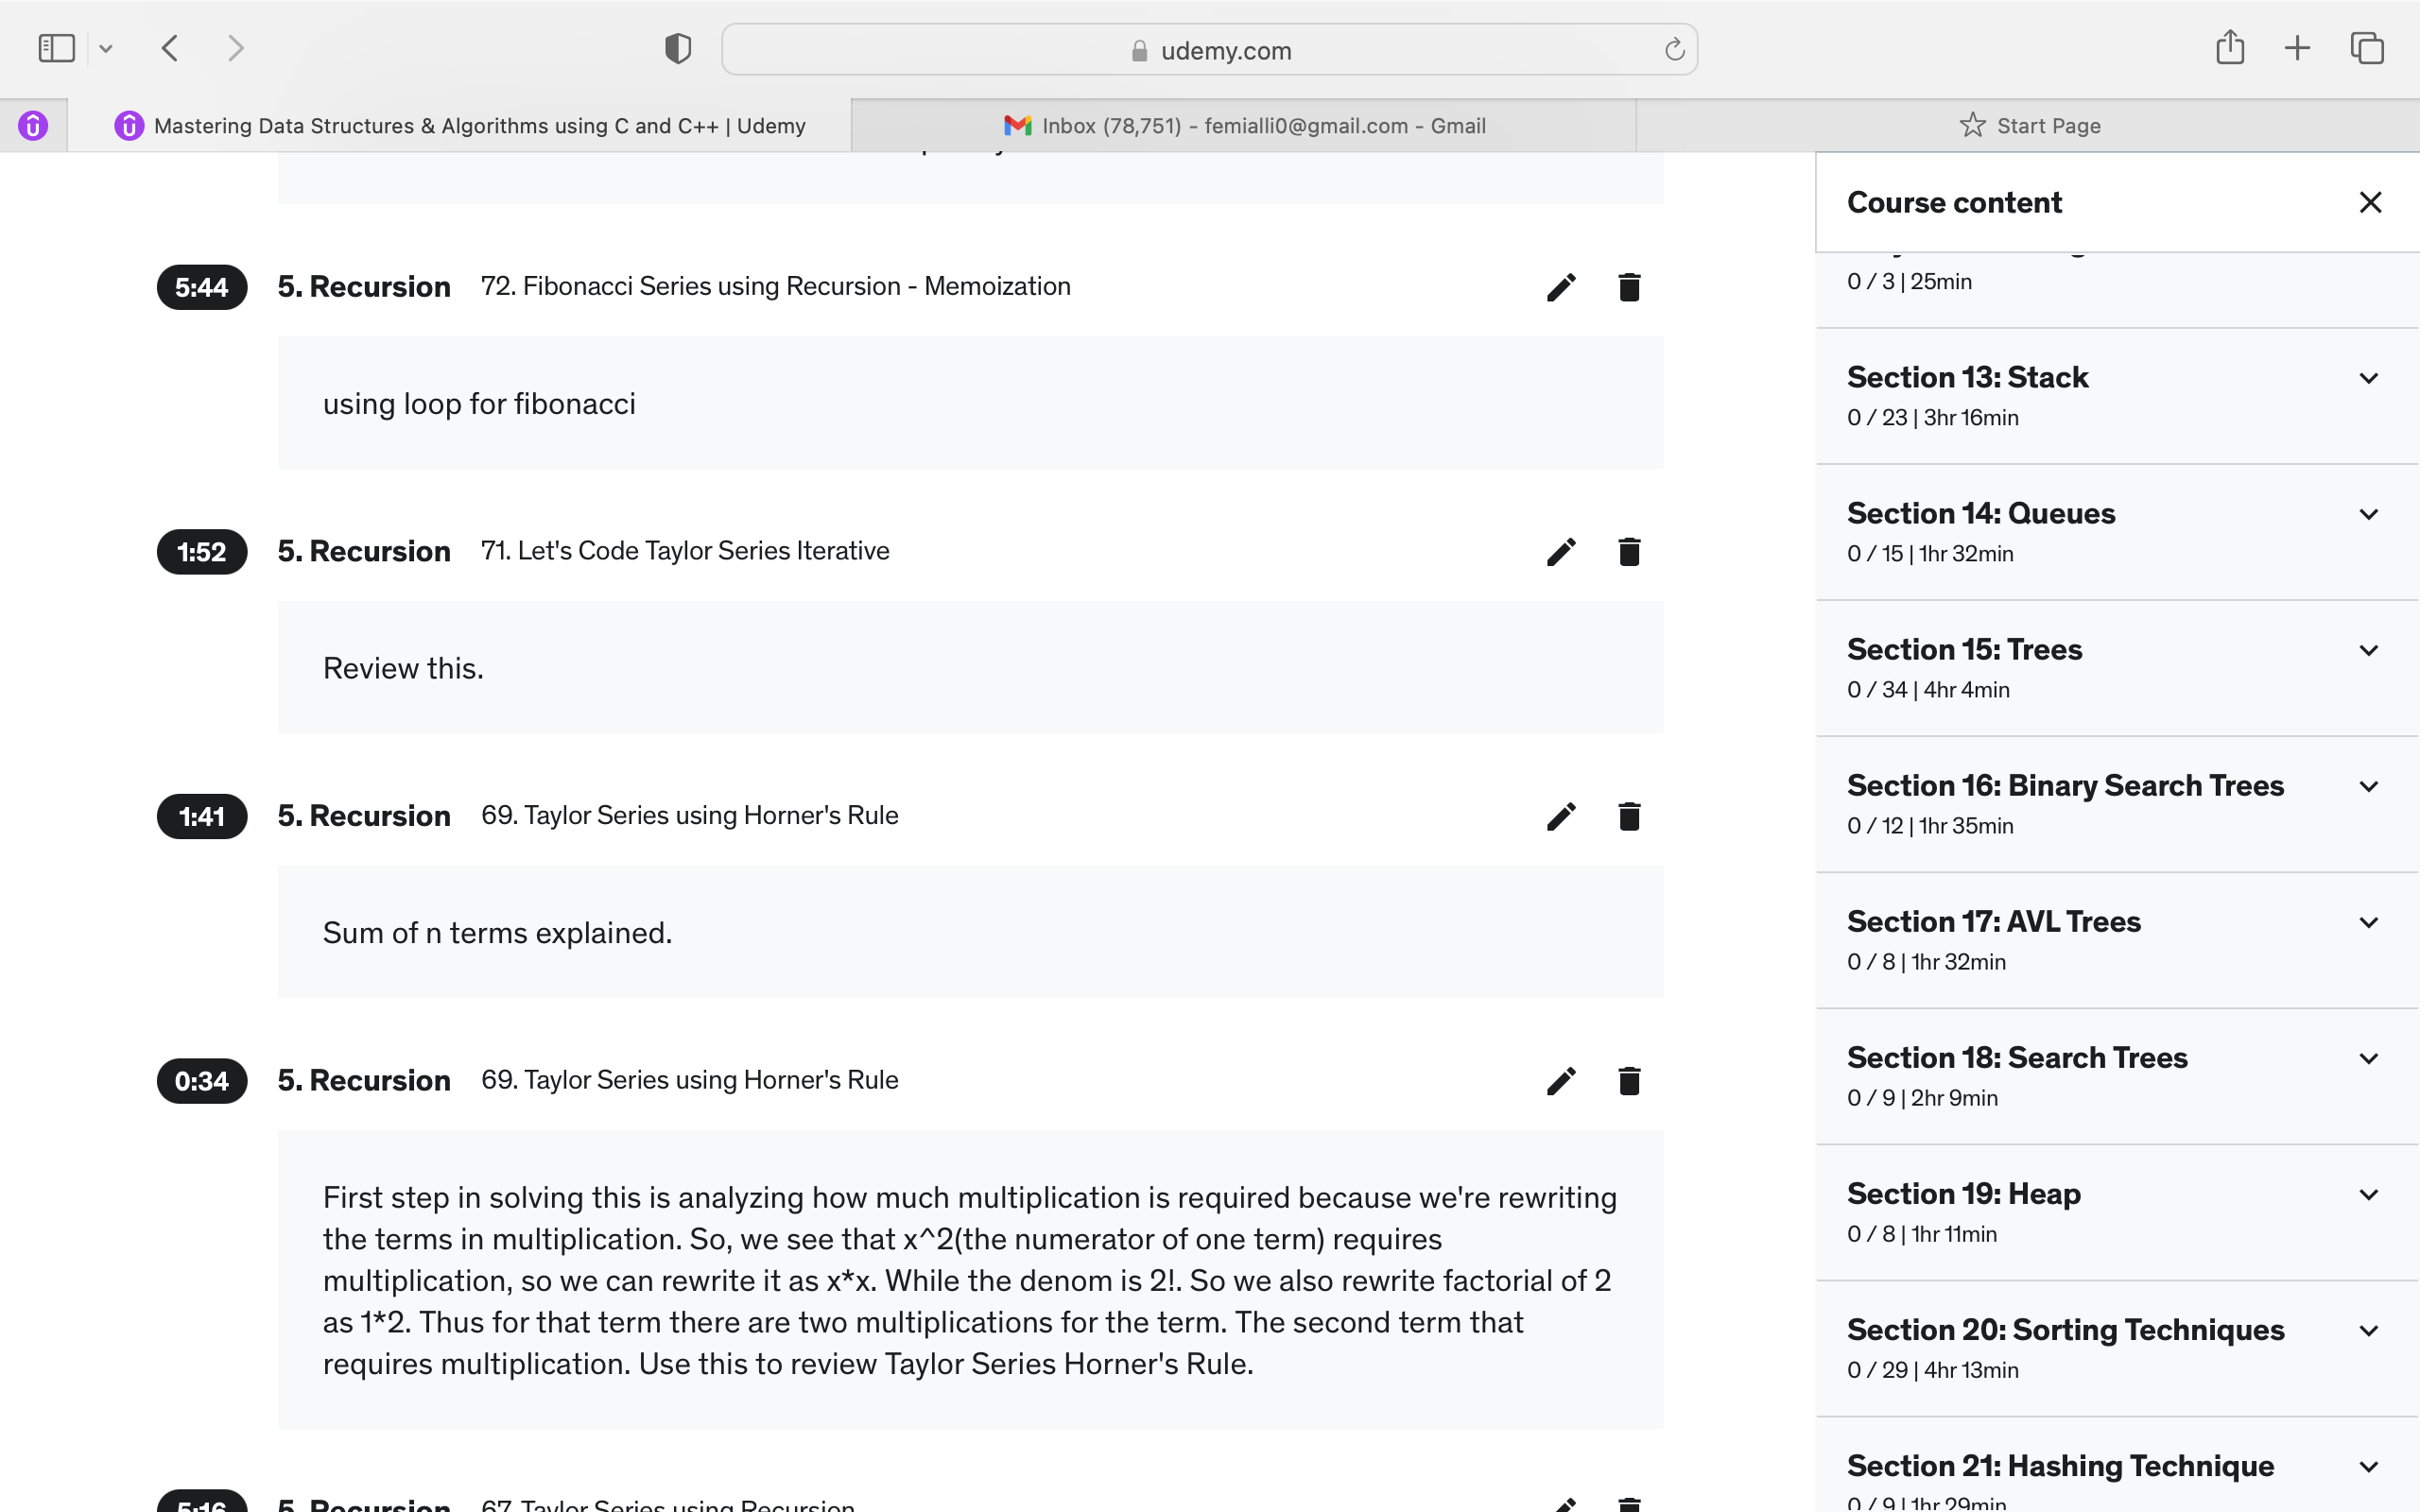 udemy.com
Mastering Data Structures & Algorithms using C and C++ | Udemy
Inbox (78,751) - femialli0@gmail.com - Gmail
Start Page
5:44
5. Recursion 72. Fibonacci Series using Recursion - Memoization
using loop for fibonacci
1:52
5. Recursion 71. Let's Code Taylor Series Iterative
Review this.
1:41
5. Recursion 69. Taylor Series using Horner's Rule
Sum of n terms explained.
0:34
5. Recursion 69. Taylor Series using Horner's Rule
First step in solving this is analyzing how much multiplication is required because we're rewriting
the terms in multiplication. So, we see that x^2(the numerator of one term) requires
multiplication, so we can rewrite it as x*x. While the denom is 2!. So we also rewrite factorial of 2
as 1*2. Thus for that term there are two multiplications for the term. The second term that
requires multiplication. Use this to review Taylor Series Horner's Rule.
5:16
5. Recursion 67. Taylor Series using Recursion
Course content
0 / 3 | 25min
Section 13: Stack
0 / 23 | 3hr 16min
Section 14: Queues
0 / 15 | 1hr 32min
Section 15: Trees
0 / 34 | 4hr 4min
Section 16: Binary Search Trees
0 / 12 | 1hr 35min
Section 17: AVL Trees
0 / 8 | 1hr 32min
Section 18: Search Trees
0 / 9 | 2hr 9min
Section 19: Heap
0 / 8 | 1hr 11min
Section 20: Sorting Techniques
0 / 29 | 4hr 13min
Section 21: Hashing Technique
0 / 9 | 1hr 29min